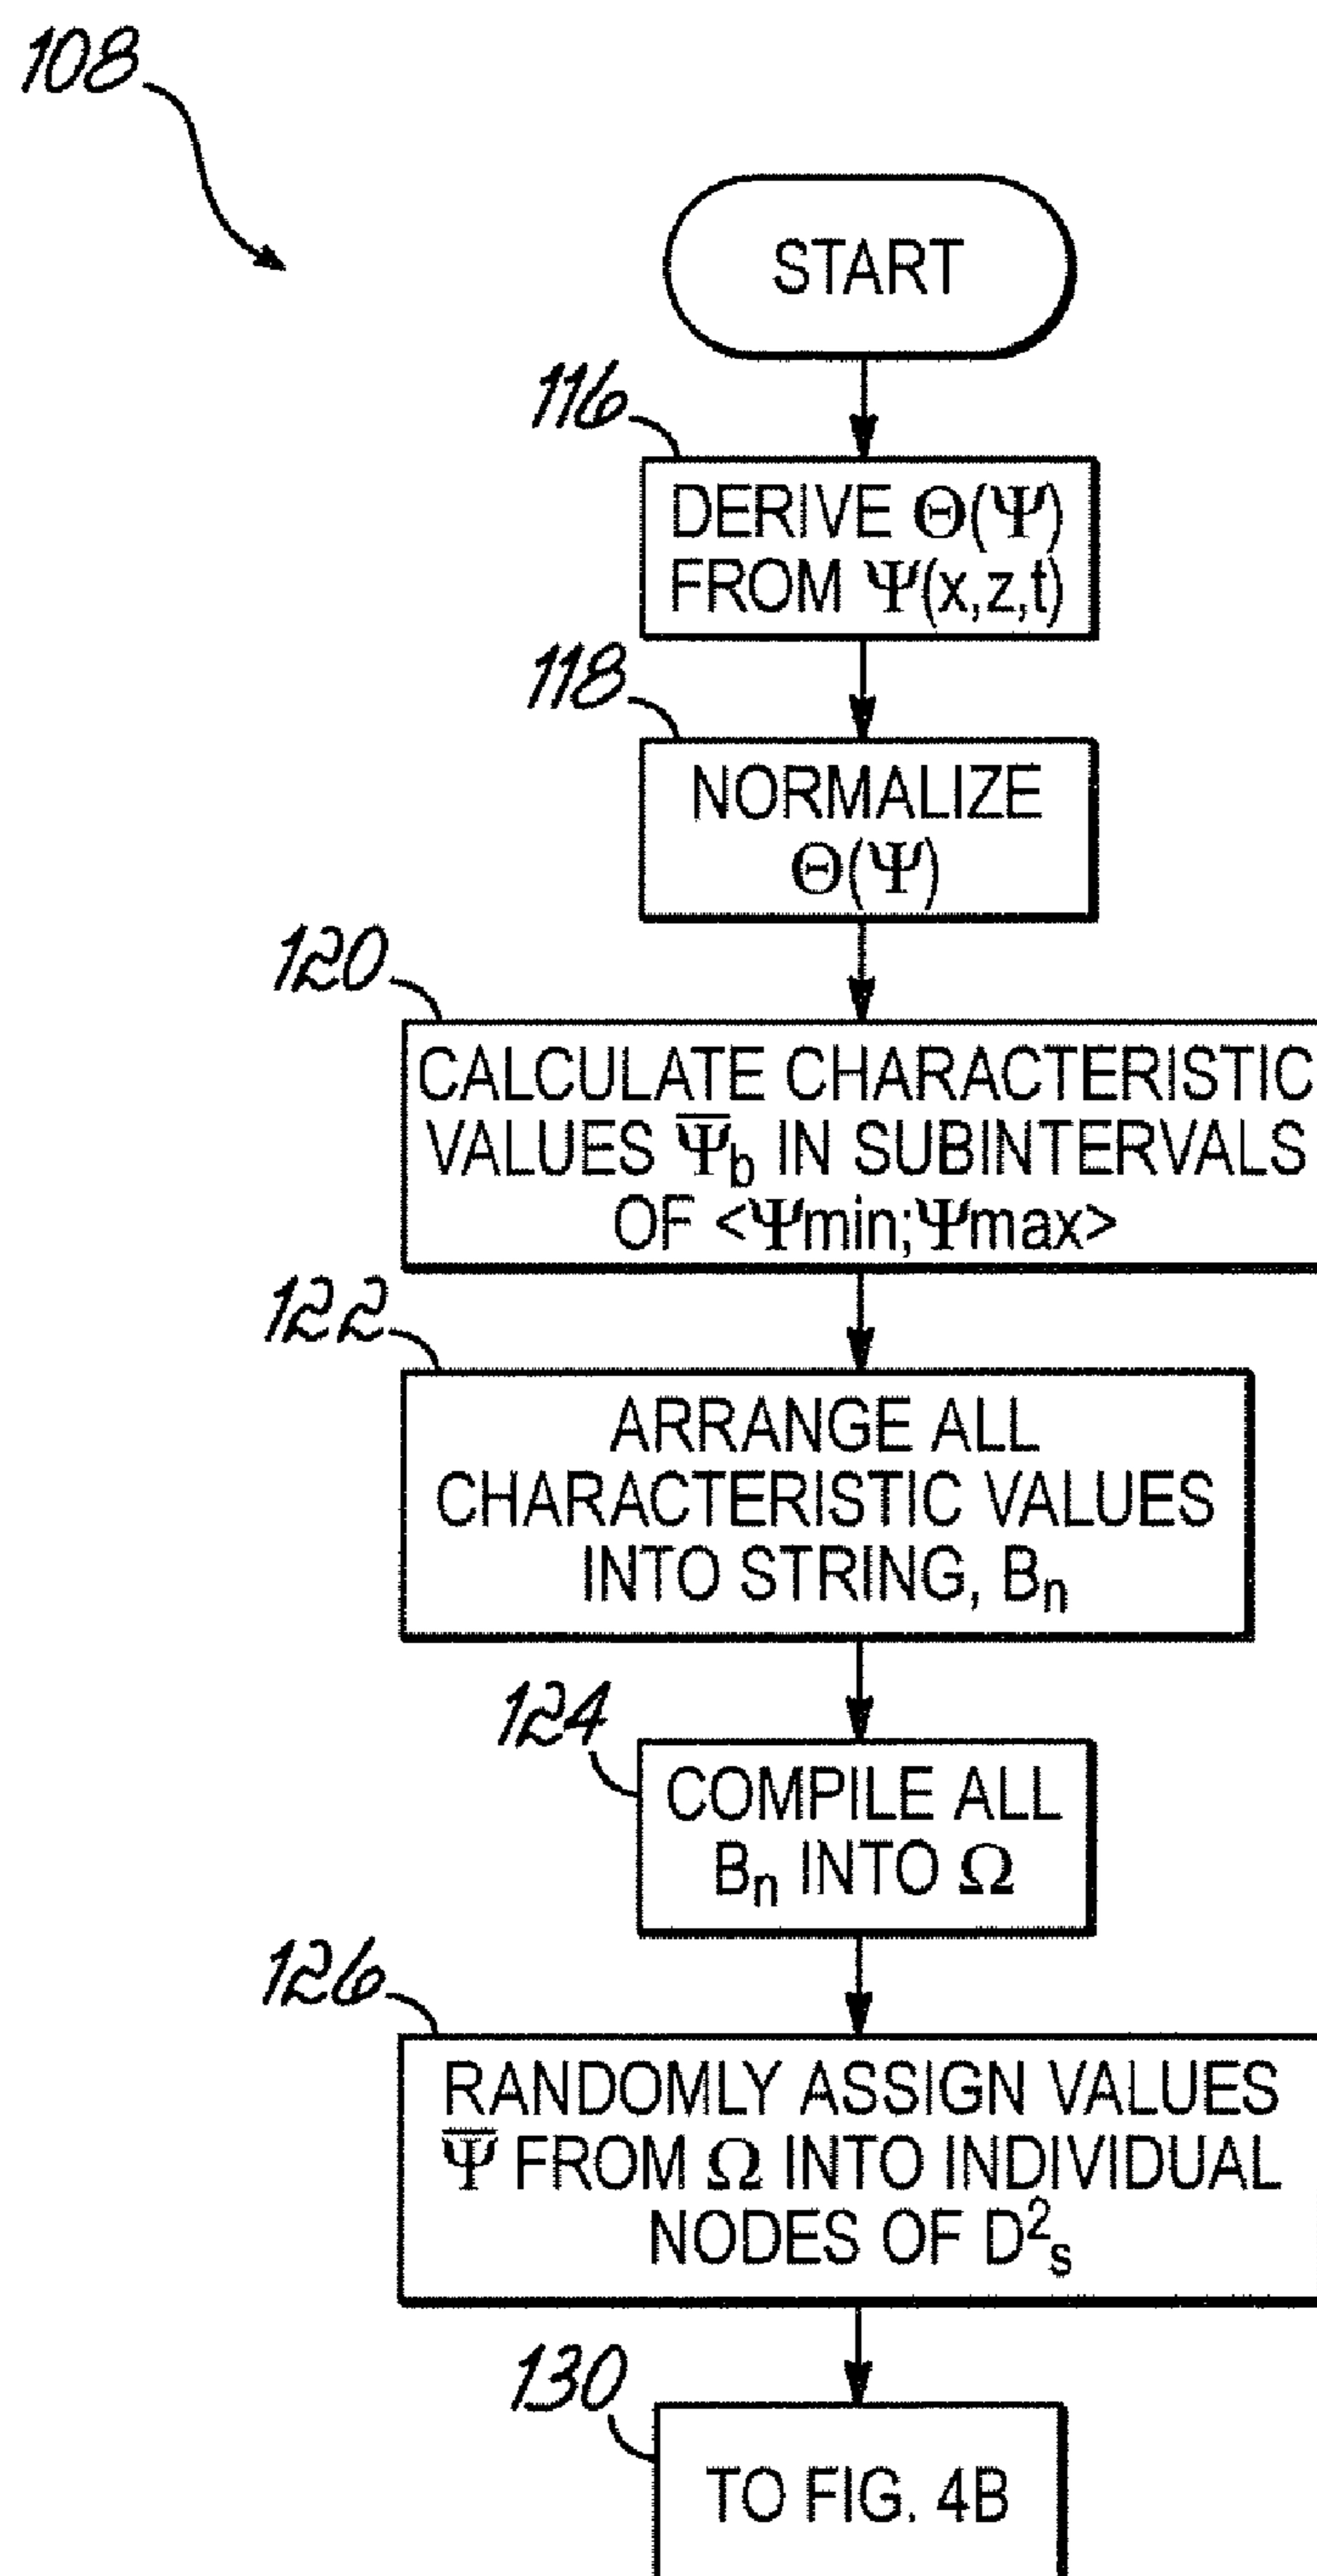 108
START
116
DERIVE Θ(Ψ)
FROM Ψ(x,z,t)
118
NORMALIZE
Θ(Ψ)
120
CALCULATE CHARACTERISTIC
VALUES Ψ̅b IN SUBINTERVALS
OF <Ψmin;Ψmax>
122
ARRANGE ALL
CHARACTERISTIC VALUES
INTO STRING, Bn
124
COMPILE ALL
Bn INTO Ω
126
RANDOMLY ASSIGN VALUES
Ψ̅ FROM Ω INTO INDIVIDUAL
NODES OF D²s
130
TO FIG. 4B